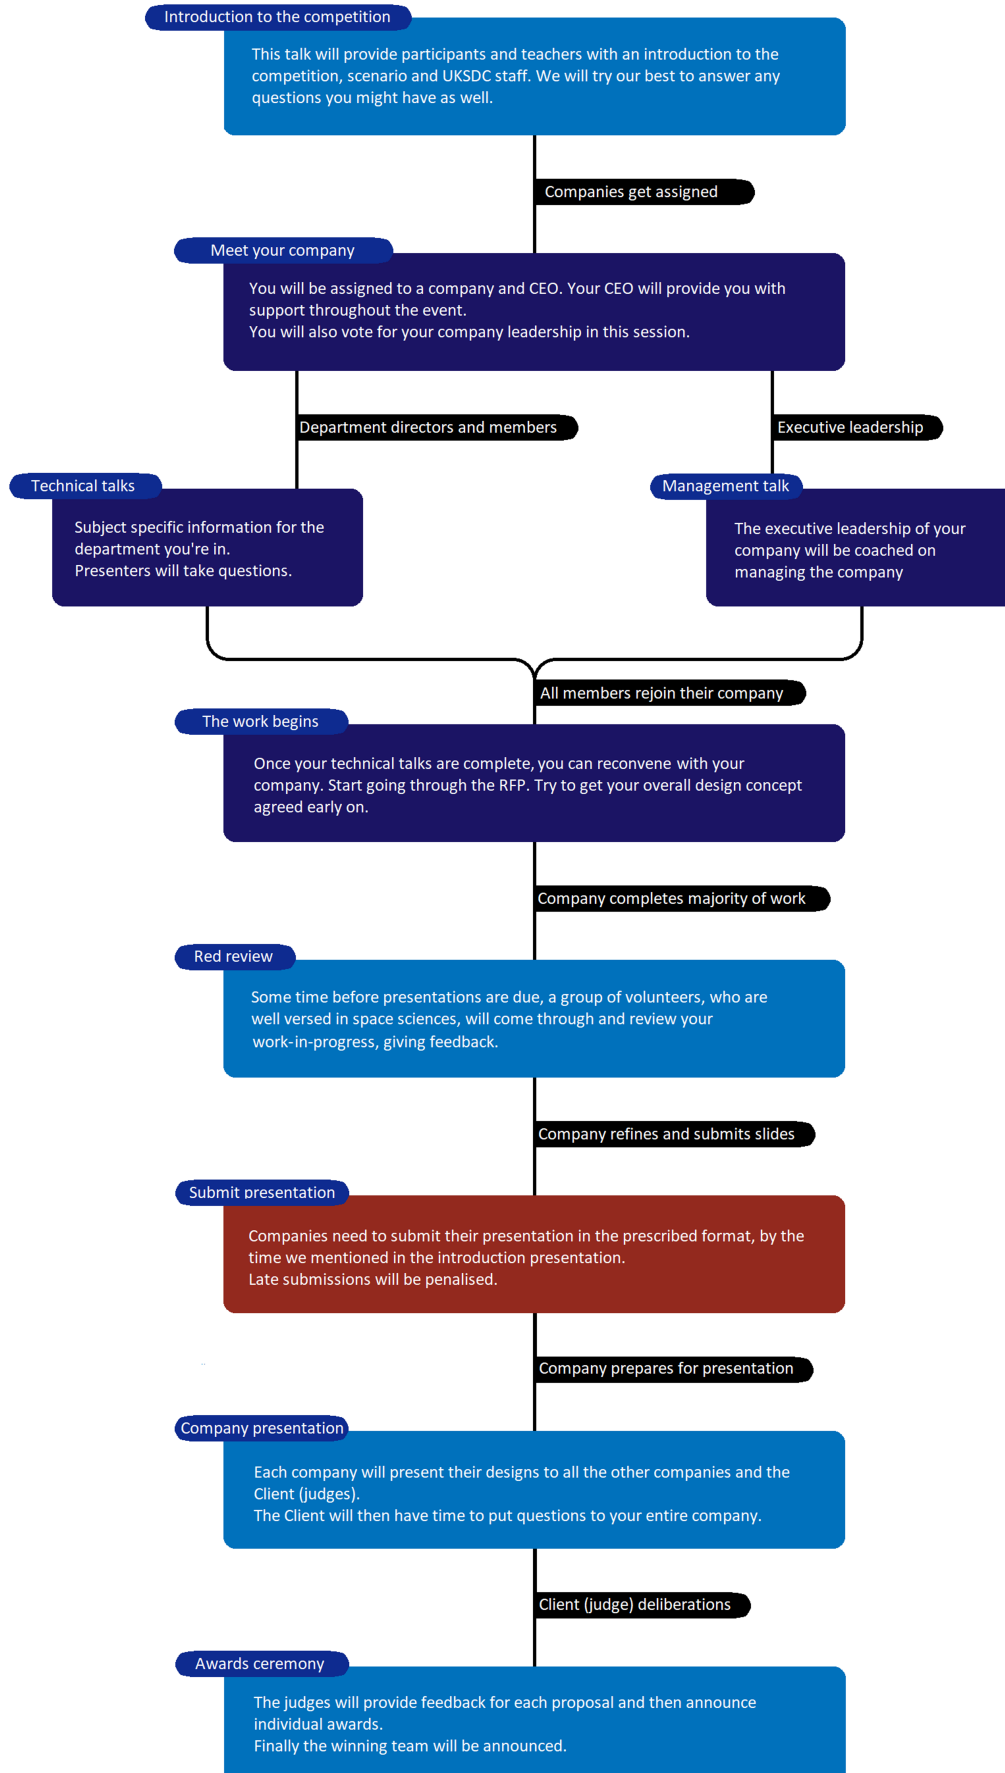 Introduction to the competition
This talk will provide participants and teachers with an introduction to the
competition, scenario and UKSDC staff. We will try our best to answer any
questions you might have as well.
Companies get assigned
Meet your company
You will be assigned to a company and CEO. Your CEO will provide you with
support throughout the event.
You will also vote for your company leadership in this session.
Department directors and members
Executive leadership
Technical talks
Subject specific information for the
department you're in.
Presenters will take questions.
Management talk
The executive leadership of your
company will be coached on
managing the company
All members rejoin their company
The work begins
Once your technical talks are complete, you can reconvene with your
company. Start going through the RFP. Try to get your overall design concept
agreed early on.
Company completes majority of work
Red review
Some time before presentations are due, a group of volunteers, who are
well versed in space sciences, will come through and review your
work-in-progress, giving feedback.
Company refines and submits slides
Submit presentation
Companies need to submit their presentation in the prescribed format, by the
time we mentioned in the introduction presentation.
Late submissions will be penalised.
Company prepares for presentation
Company presentation
Each company will present their designs to all the other companies and the
Client (judges).
The Client will then have time to put questions to your entire company.
Client (judge) deliberations
Awards ceremony
The judges will provide feedback for each proposal and then announce
individual awards.
Finally the winning team will be announced.